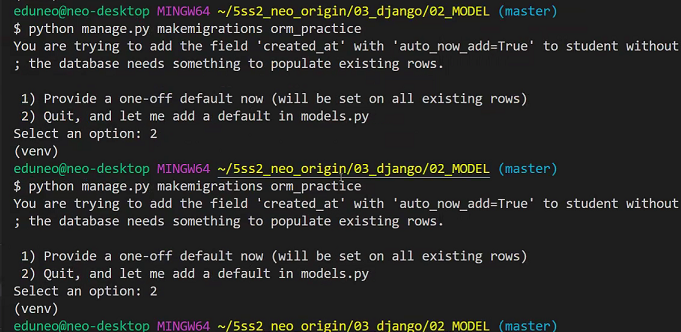 eduneo@neo-desktop MINGW64 ~/5ss2_neo_origin/03_django/02_MODEL (master)
$ python manage.py makemigrations orm_practice
You are trying to add the field 'created_at' with 'auto_now_add=True' to student without
; the database needs something to populate existing rows.
1) Provide a one-off default now (will be set on all existing rows)
2) Quit, and let me add a default in models.py
Select an option: 2
(venv)
eduneo@neo-desktop MINGW64 ~/5ss2_neo_origin/03_django/02_MODEL (master)
$ python manage.py makemigrations orm_practice
You are trying to add the field 'created_at' with 'auto_now_add=True' to student without
; the database needs something to populate existing rows.
1) Provide a one-off default now (will be set on all existing rows)
2) Quit, and let me add a default in models.py
Select an option: 2
(venv)
eduneo@neo-desktop MINGW64 ~/5ss2_neo_origin/03_django/02_MODEL (master)